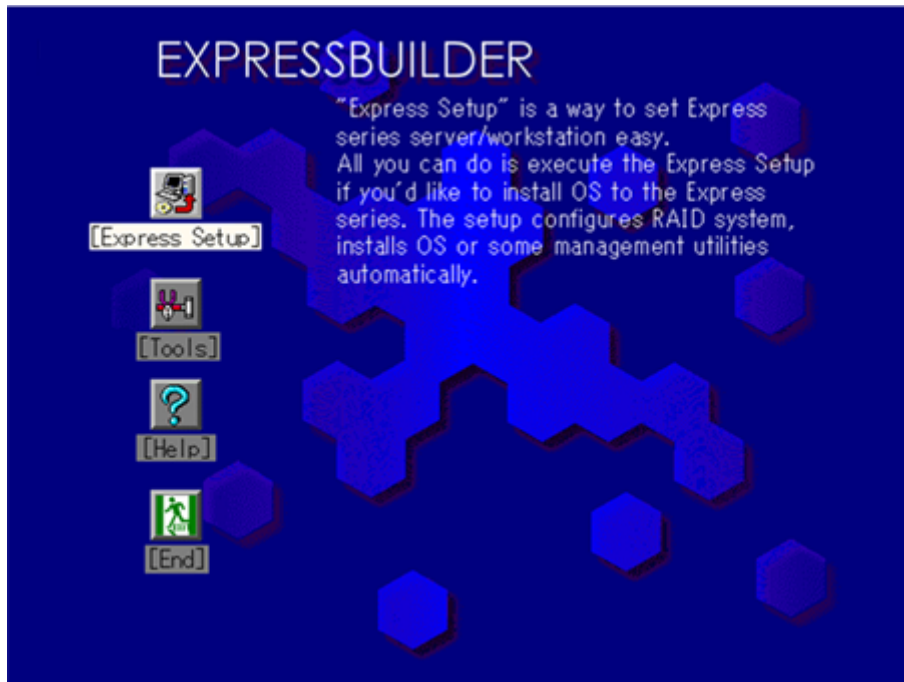 EXPRESSBUILDER
"Express Setup" is a way to set Express
series server/workstation easy.
All you can do is execute the Express Setup
if you'd like to install OS to the Express
series. The setup configures RAID system,
installs OS or some management utilities
automatically.
[Express Setup]
[Tools]
[Help]
[End]